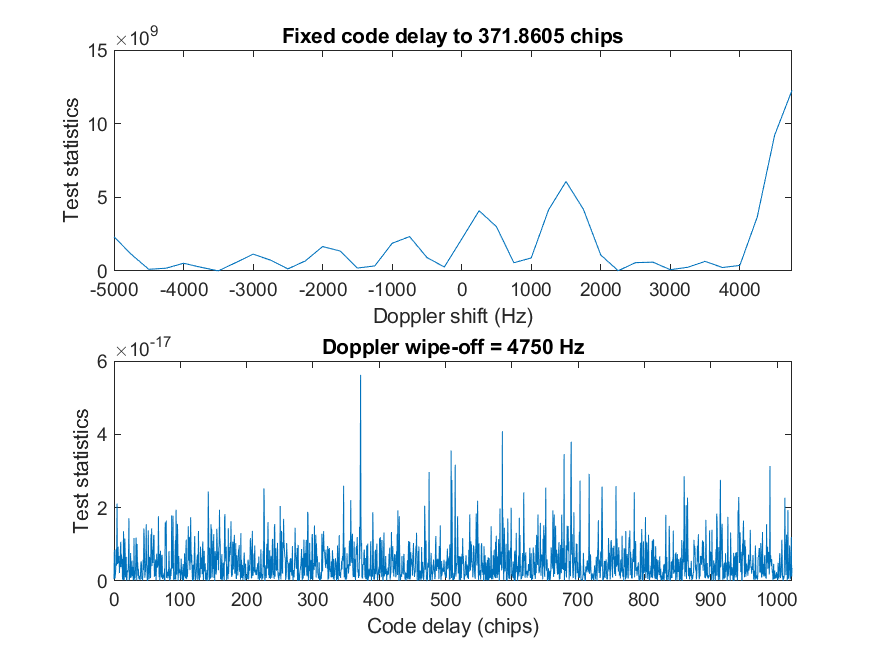 Fixed code delay to 371.8605 chips
×10^9
15
10
5
0
Test statistics
-5000 -4000 -3000 -2000 -1000 0 1000 2000 3000 4000
Doppler shift (Hz)
Doppler wipe-off = 4750 Hz
×10^-17
6
4
2
0
Test statistics
0 100 200 300 400 500 600 700 800 900 1000
Code delay (chips)